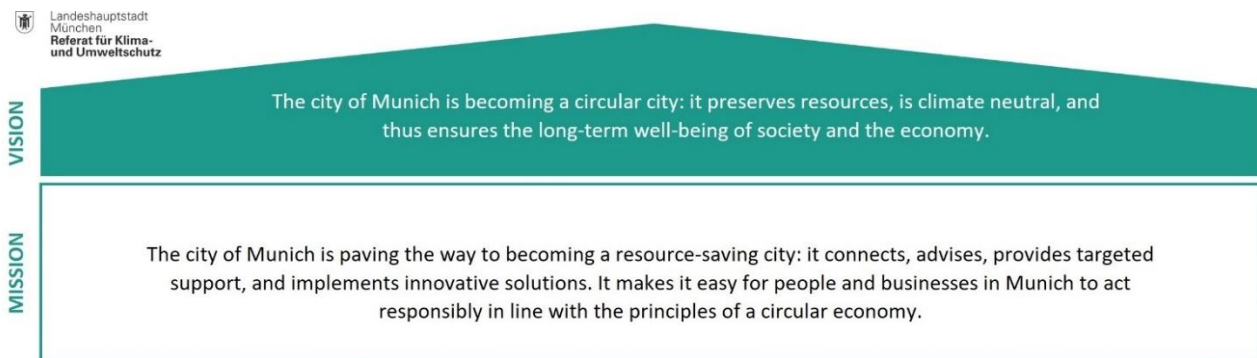 Landeshauptstadt
München
Referat für Klima-
und Umweltschutz
VISION
The city of Munich is becoming a circular city: it preserves resources, is climate neutral, and
thus ensures the long-term well-being of society and the economy.
MISSION
The city of Munich is paving the way to becoming a resource-saving city: it connects, advises, provides targeted
support, and implements innovative solutions. It makes it easy for people and businesses in Munich to act
responsibly in line with the principles of a circular economy.